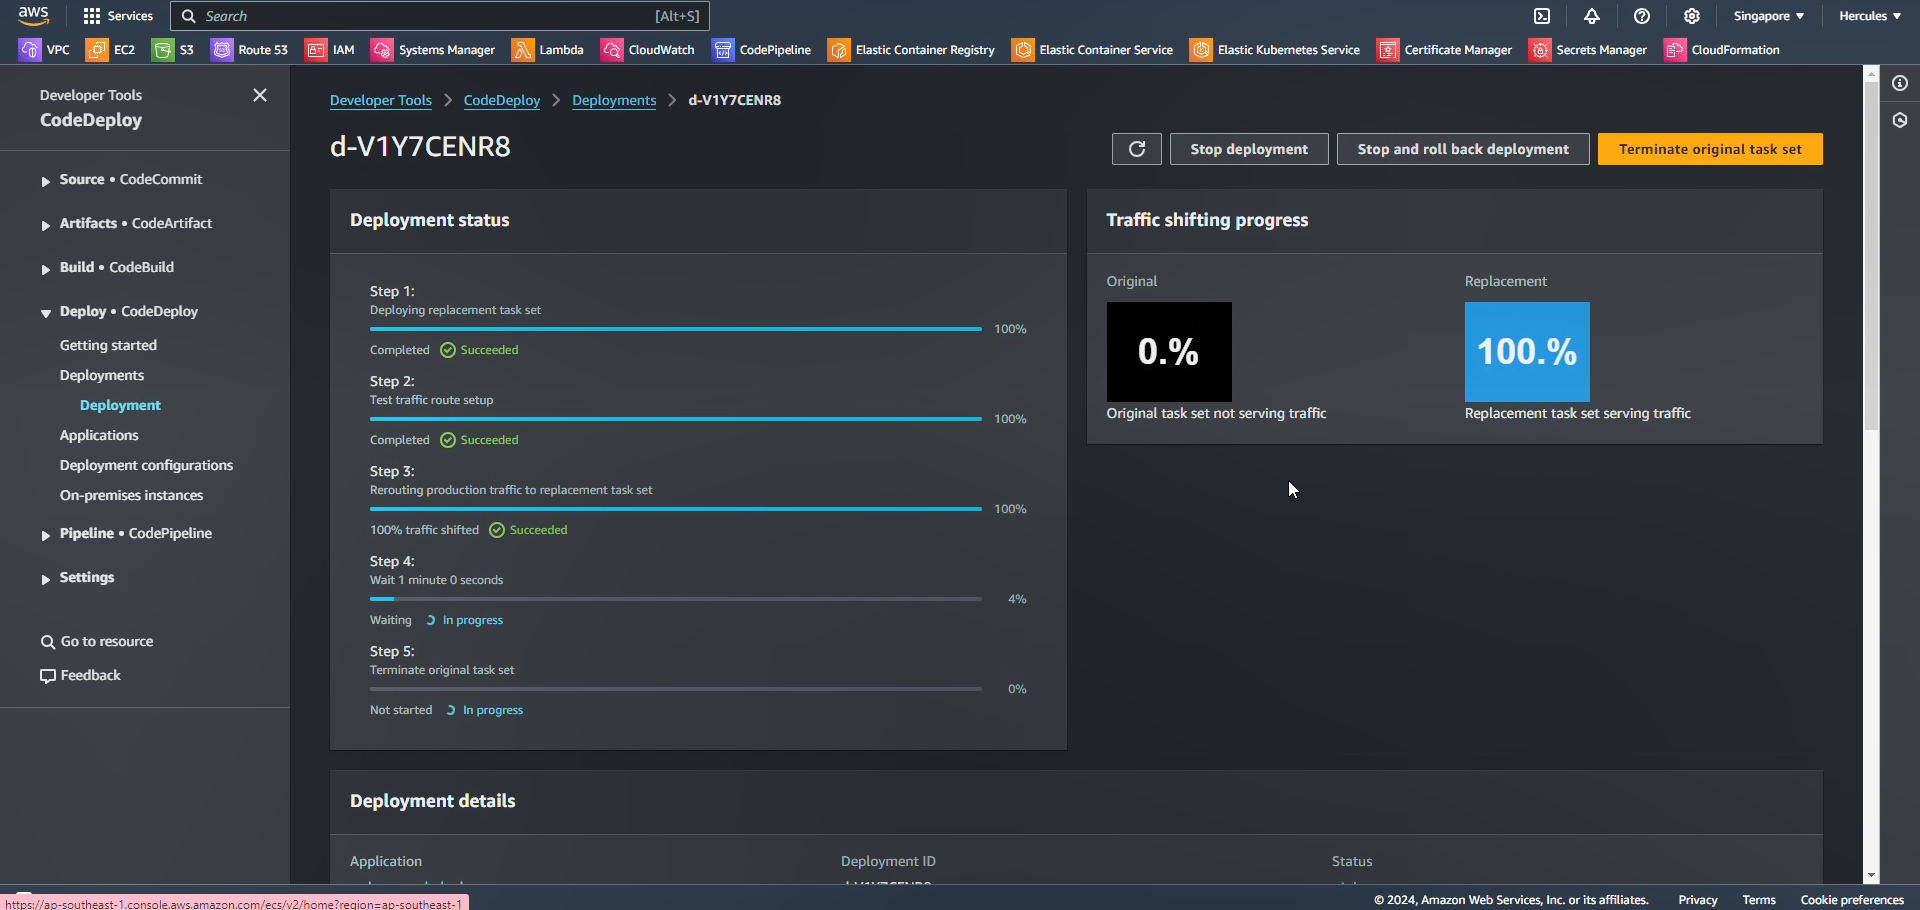 aws
Services
Search
[Alt+S]
Singapore
Hercules
VPC
EC2
S3
Route 53
IAM
Systems Manager
Lambda
CloudWatch
CodePipeline
Elastic Container Registry
Elastic Container Service
Elastic Kubernetes Service
Certificate Manager
Secrets Manager
CloudFormation
Developer Tools
CodeDeploy
Source • CodeCommit
Artifacts • CodeArtifact
Build • CodeBuild
Deploy • CodeDeploy
Getting started
Deployments
Deployment
Applications
Deployment configurations
On-premises instances
Pipeline • CodePipeline
Settings
Go to resource
Feedback
Developer Tools > CodeDeploy > Deployments > d-V1Y7CENR8
d-V1Y7CENR8
Stop deployment
Stop and roll back deployment
Terminate original task set
Deployment status
Step 1:
Deploying replacement task set
100%
Completed Succeeded
Step 2:
Test traffic route setup
100%
Completed Succeeded
Step 3:
Rerouting production traffic to replacement task set
100%
100% traffic shifted Succeeded
Step 4:
Wait 1 minute 0 seconds
4%
Waiting In progress
Step 5:
Terminate original task set
0%
Not started In progress
Traffic shifting progress
Original
0.%
Original task set not serving traffic
Replacement
100.%
Replacement task set serving traffic
Deployment details
Application
Deployment ID
Status
https://ap-southeast-1.console.aws.amazon.com/ecs/v2/home?region=ap-southeast-1
© 2024, Amazon Web Services, Inc. or its affiliates.
Privacy
Terms
Cookie preferences